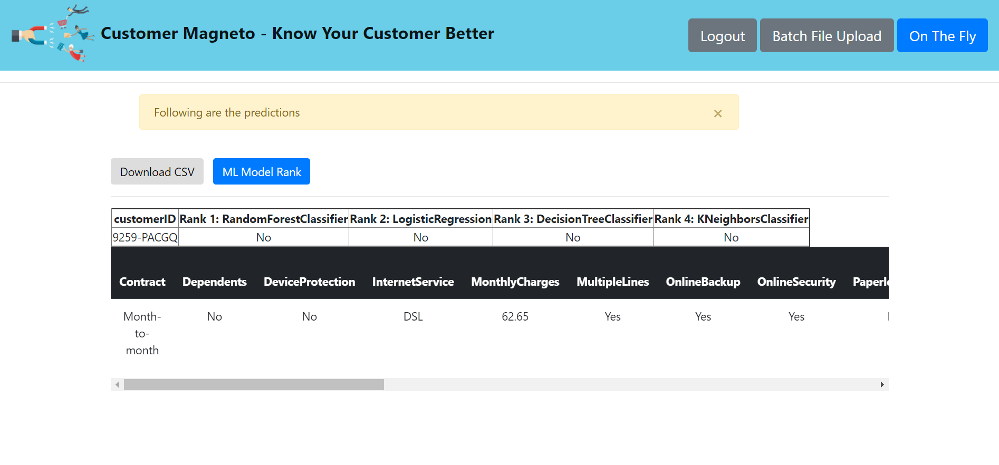 Customer Magneto - Know Your Customer Better
Logout Batch File Upload On The Fly
Following are the predictions ×
Download CSV ML Model Rank
customerID Rank 1: RandomForestClassifier Rank 2: LogisticRegression Rank 3: DecisionTreeClassifier Rank 4: KNeighborsClassifier
9259-PACGQ No No No No
Contract Dependents DeviceProtection InternetService MonthlyCharges MultipleLines OnlineBackup OnlineSecurity
Month-
to-
month
No No DSL 62.65 Yes Yes Yes